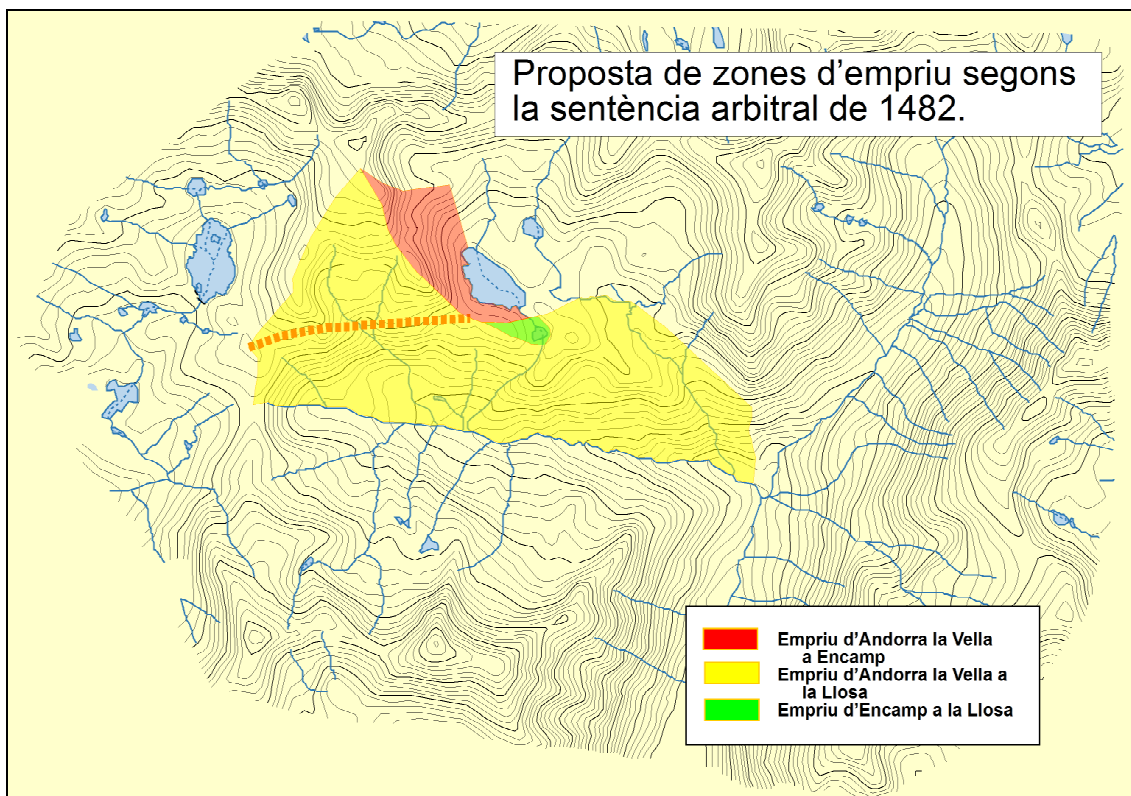 Proposta de zones d'empriu segons
la sentència arbitral de 1482.
Empriu d'Andorra la Vella
a Encamp
Empriu d'Andorra la Vella a
la Llosa
Empriu d'Encamp a la Llosa